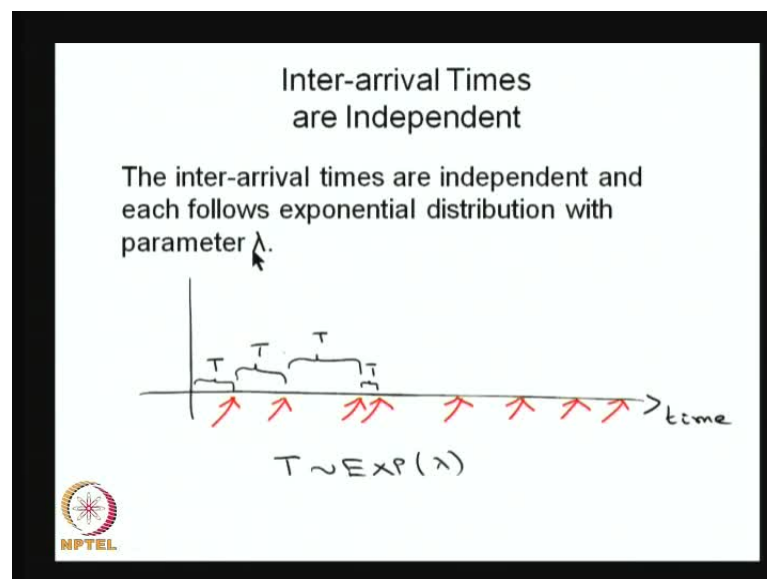 Inter-arrival Times
are Independent
The inter-arrival times are independent and
each follows exponential distribution with
parameter λ.
T T T T
time
T ~ EXP(λ)
NPTEL